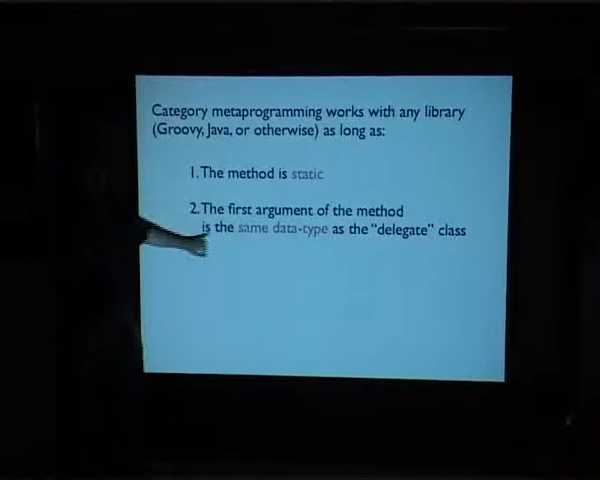 Category metaprogramming works with any library
(Groovy, Java, or otherwise) as long as:
1. The method is static
2. The first argument of the method
is the same data-type as the "delegate" class